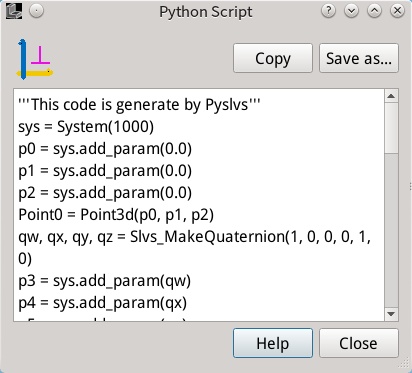 Python Script
Copy
Save as...
'''This code is generate by Pyslvs'''
sys = System(1000)
p0 = sys.add_param(0.0)
p1 = sys.add_param(0.0)
p2 = sys.add_param(0.0)
Point0 = Point3d(p0, p1, p2)
qw, qx, qy, qz = Slvs_MakeQuaternion(1, 0, 0, 0, 1,
0)
p3 = sys.add_param(qw)
p4 = sys.add_param(qx)
Help
Close